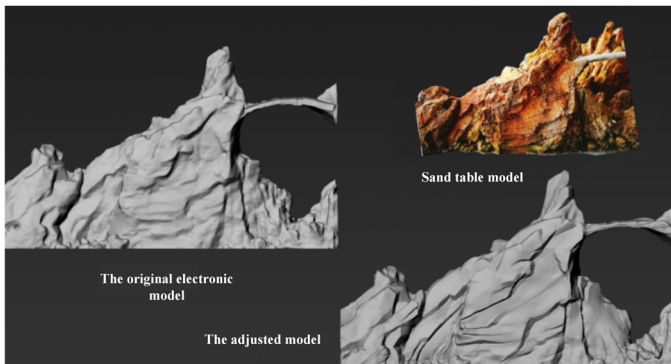 Sand table model
The original electronic
model
The adjusted model